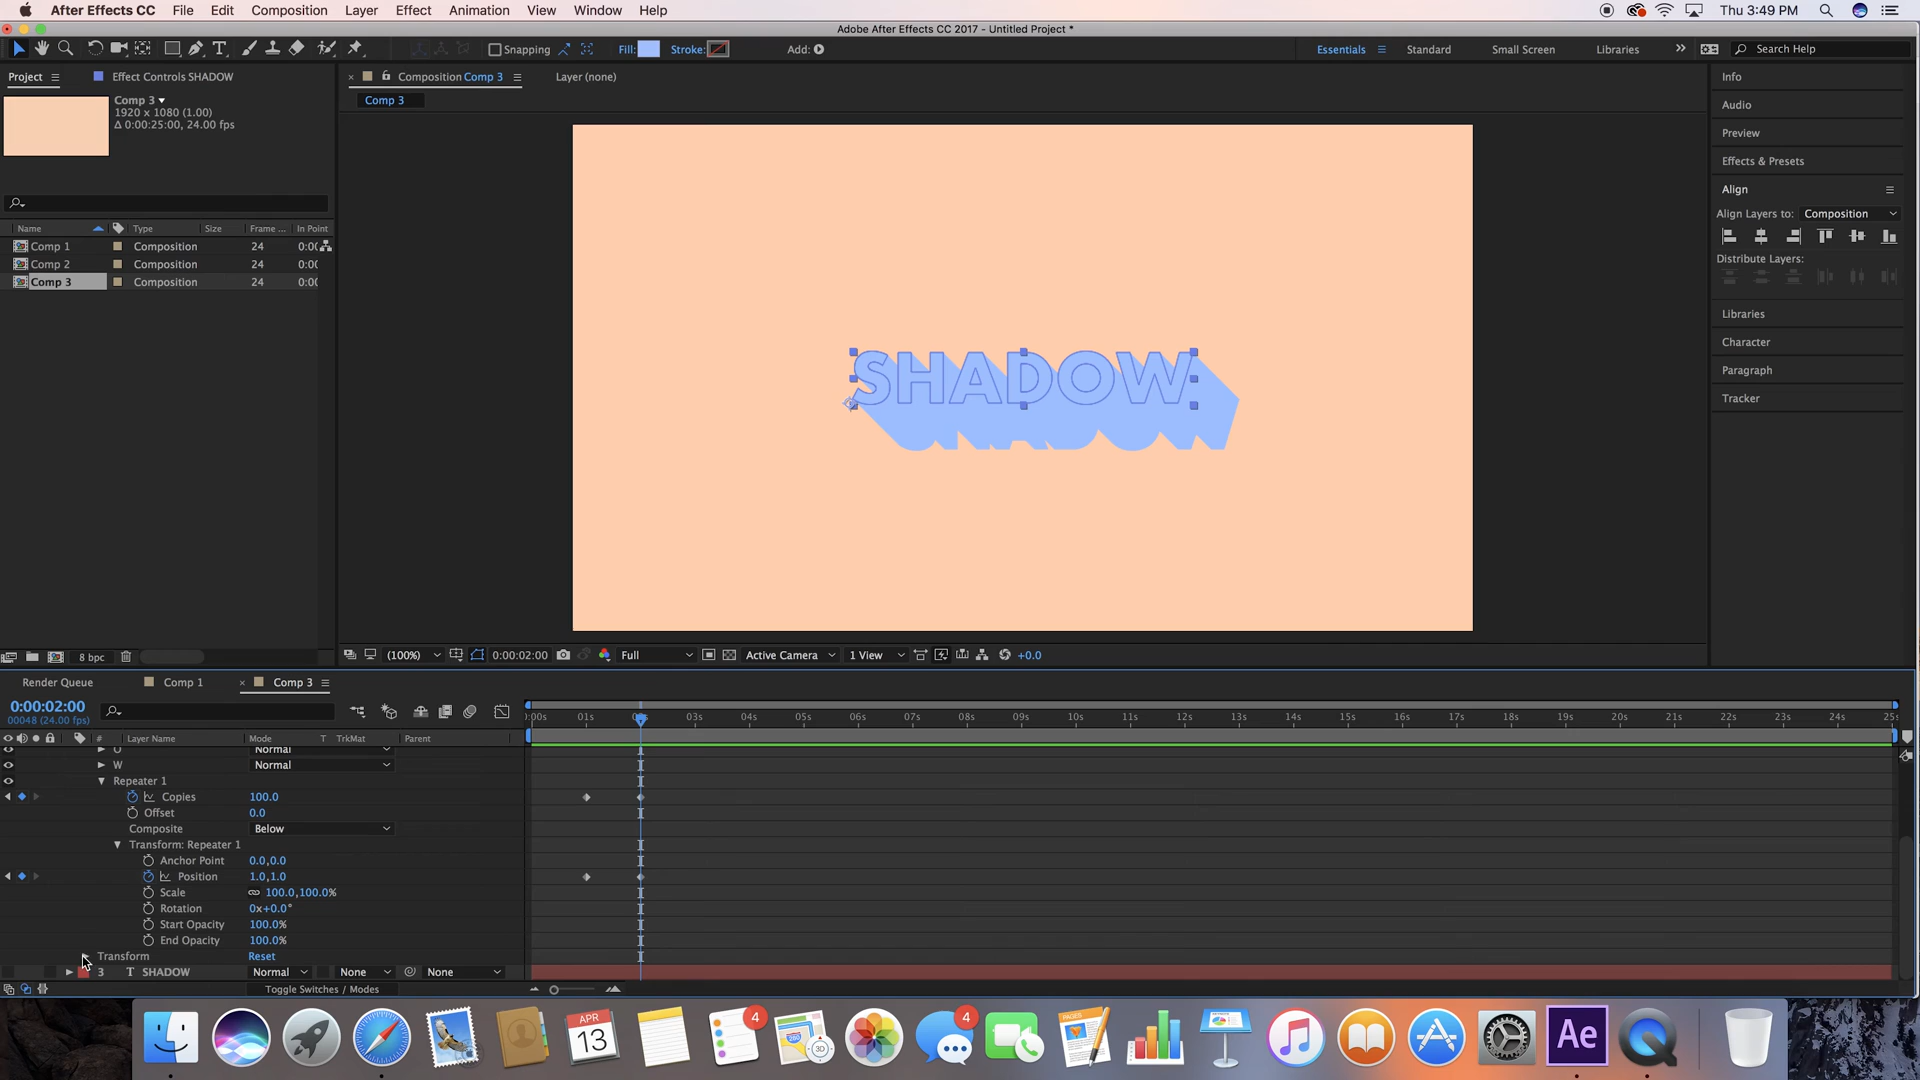 After Effects CC File Edit Composition Layer Effect Animation View Window Help Thu 3:49 PM
Adobe After Effects CC 2017 - Untitled Project *
Snapping Fill: Stroke: Add: Essentials Standard Small Screen Libraries Search Help
Project Effect Controls SHADOW Composition Comp 3 Layer (none) Info
Comp 3
1920 x 1080 (1.00)
Δ 0:00:25:00, 24.00 fps
Comp 3
Audio
Preview
Effects & Presets
Align
Align Layers to: Composition
Distribute Layers:
Libraries
Character
Paragraph
Tracker
Name Type Size Frame ... In Point
Comp 1 Composition 24 0:00
Comp 2 Composition 24 0:00
Comp 3 Composition 24 0:00
SHADOW
8 bpc (100%) 0:00:02:00 Full Active Camera 1 View +0.0
Render Queue Comp 1 Comp 3
0:00:02:00
00048 (24.00 fps)
:00s 01s 03s 04s 05s 06s 07s 08s 09s 10s 11s 12s 13s 14s 15s 16s 17s 18s 19s 20s 21s 22s 23s 24s 25s
# Layer Name Mode T TrkMat Parent
Normal
W Normal
Repeater 1
Copies 100.0
Offset 0.0
Composite Below
Transform: Repeater 1
Anchor Point 0.0,0.0
Position 1.0,1.0
Scale 100.0,100.0%
Rotation 0x+0.0°
Start Opacity 100.0%
End Opacity 100.0%
Transform Reset
3 T SHADOW Normal None None
Toggle Switches / Modes
APR
13
4
280
3D
4
PAGES
Ae